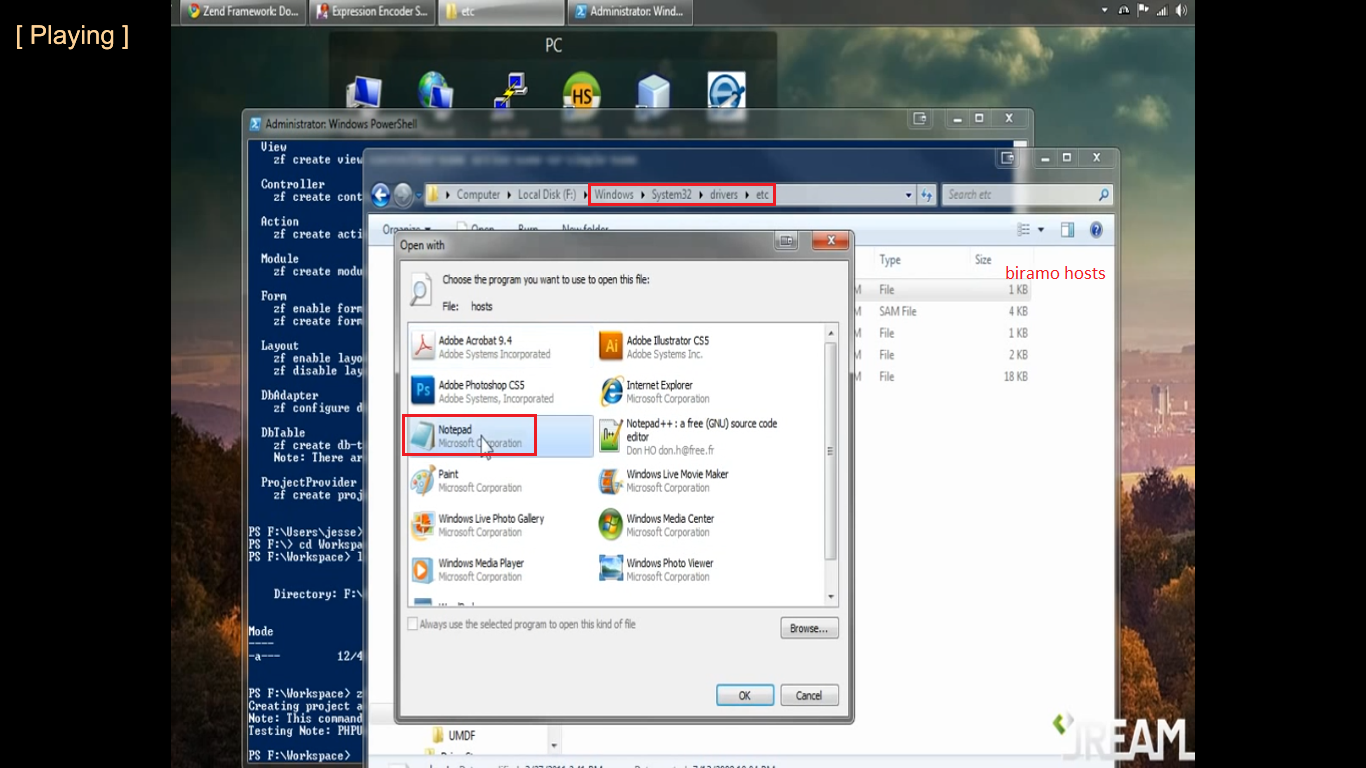 [ Playing ]
Zend Framework: Do...
Expression Encoder S...
etc
Administrator: Wind...
PC
HS
Administrator: Windows PowerShell
View
zf create view
Controller
zf create cont
Action
zf create acti
Module
zf create modu
Form
zf enable form
zf create form
Layout
zf enable layo
zf disable lay
DbAdapter
zf configure d
DbTable
zf create db-t
Note: There ar
ProjectProvider
zf create proj
PS F:\Users\jesse>
PS F:\> cd Workspa
PS F:\Workspace> l
Directory: F:\
Mode
----
-a---    12/4
PS F:\Workspace> z
Creating project a
Note: This command
Testing Note: PHPU
PS F:\Workspace>
Computer
Local Disk (F:)
Windows
System32
drivers
etc
Search etc
Organize
Open
Burn
New folder
Type
Size
biramo hosts
M File 1 KB
M SAM File 4 KB
M File 1 KB
M File 2 KB
M File 18 KB
Open with
Choose the program you want to use to open this file:
File: hosts
Adobe Acrobat 9.4
Adobe Systems Incorporated
Ai
Adobe Illustrator CS5
Adobe Systems Inc.
Ps
Adobe Photoshop CS5
Adobe Systems, Incorporated
Internet Explorer
Microsoft Corporation
Notepad
Microsoft Corporation
Notepad++ : a free (GNU) source code
editor
Don HO don.h@free.fr
Paint
Microsoft Corporation
Windows Live Movie Maker
Microsoft Corporation
Windows Live Photo Gallery
Microsoft Corporation
Windows Media Center
Microsoft Corporation
Windows Media Player
Microsoft Corporation
Windows Photo Viewer
Microsoft Corporation
Always use the selected program to open this kind of file
Browse...
OK
Cancel
UMDF
JREAM